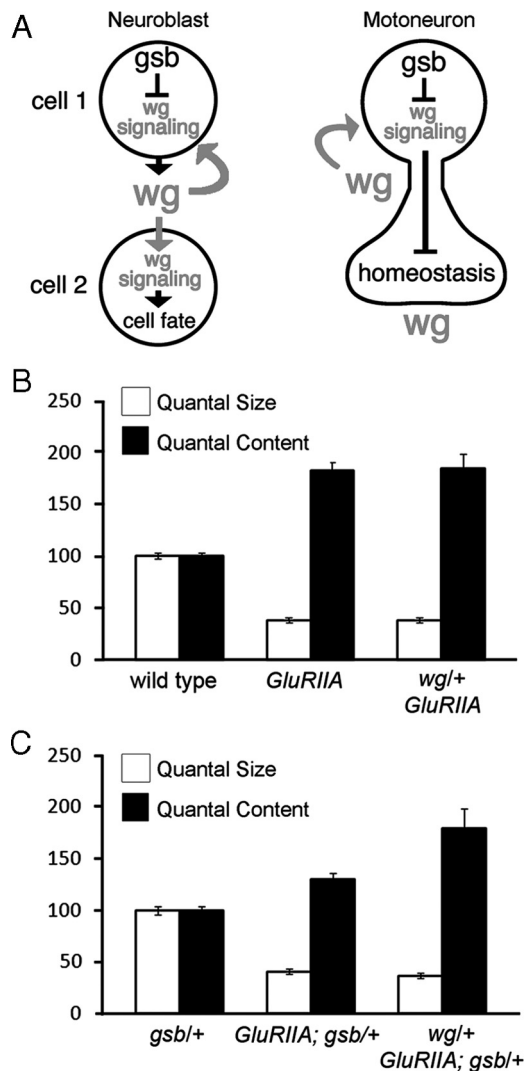 A
Neuroblast
Motoneuron
gsb
wg
signaling
cell 1
wg
wg
signaling
cell fate
cell 2
gsb
wg
signaling
wg
homeostasis
wg
B
250
200
150
100
50
0
Quantal Size
Quantal Content
wild type
GluRIIA
wg/+
GluRIIA
C
250
200
150
100
50
0
Quantal Size
Quantal Content
gsb/+
GluRIIA; gsb/+
wg/+
GluRIIA; gsb/+